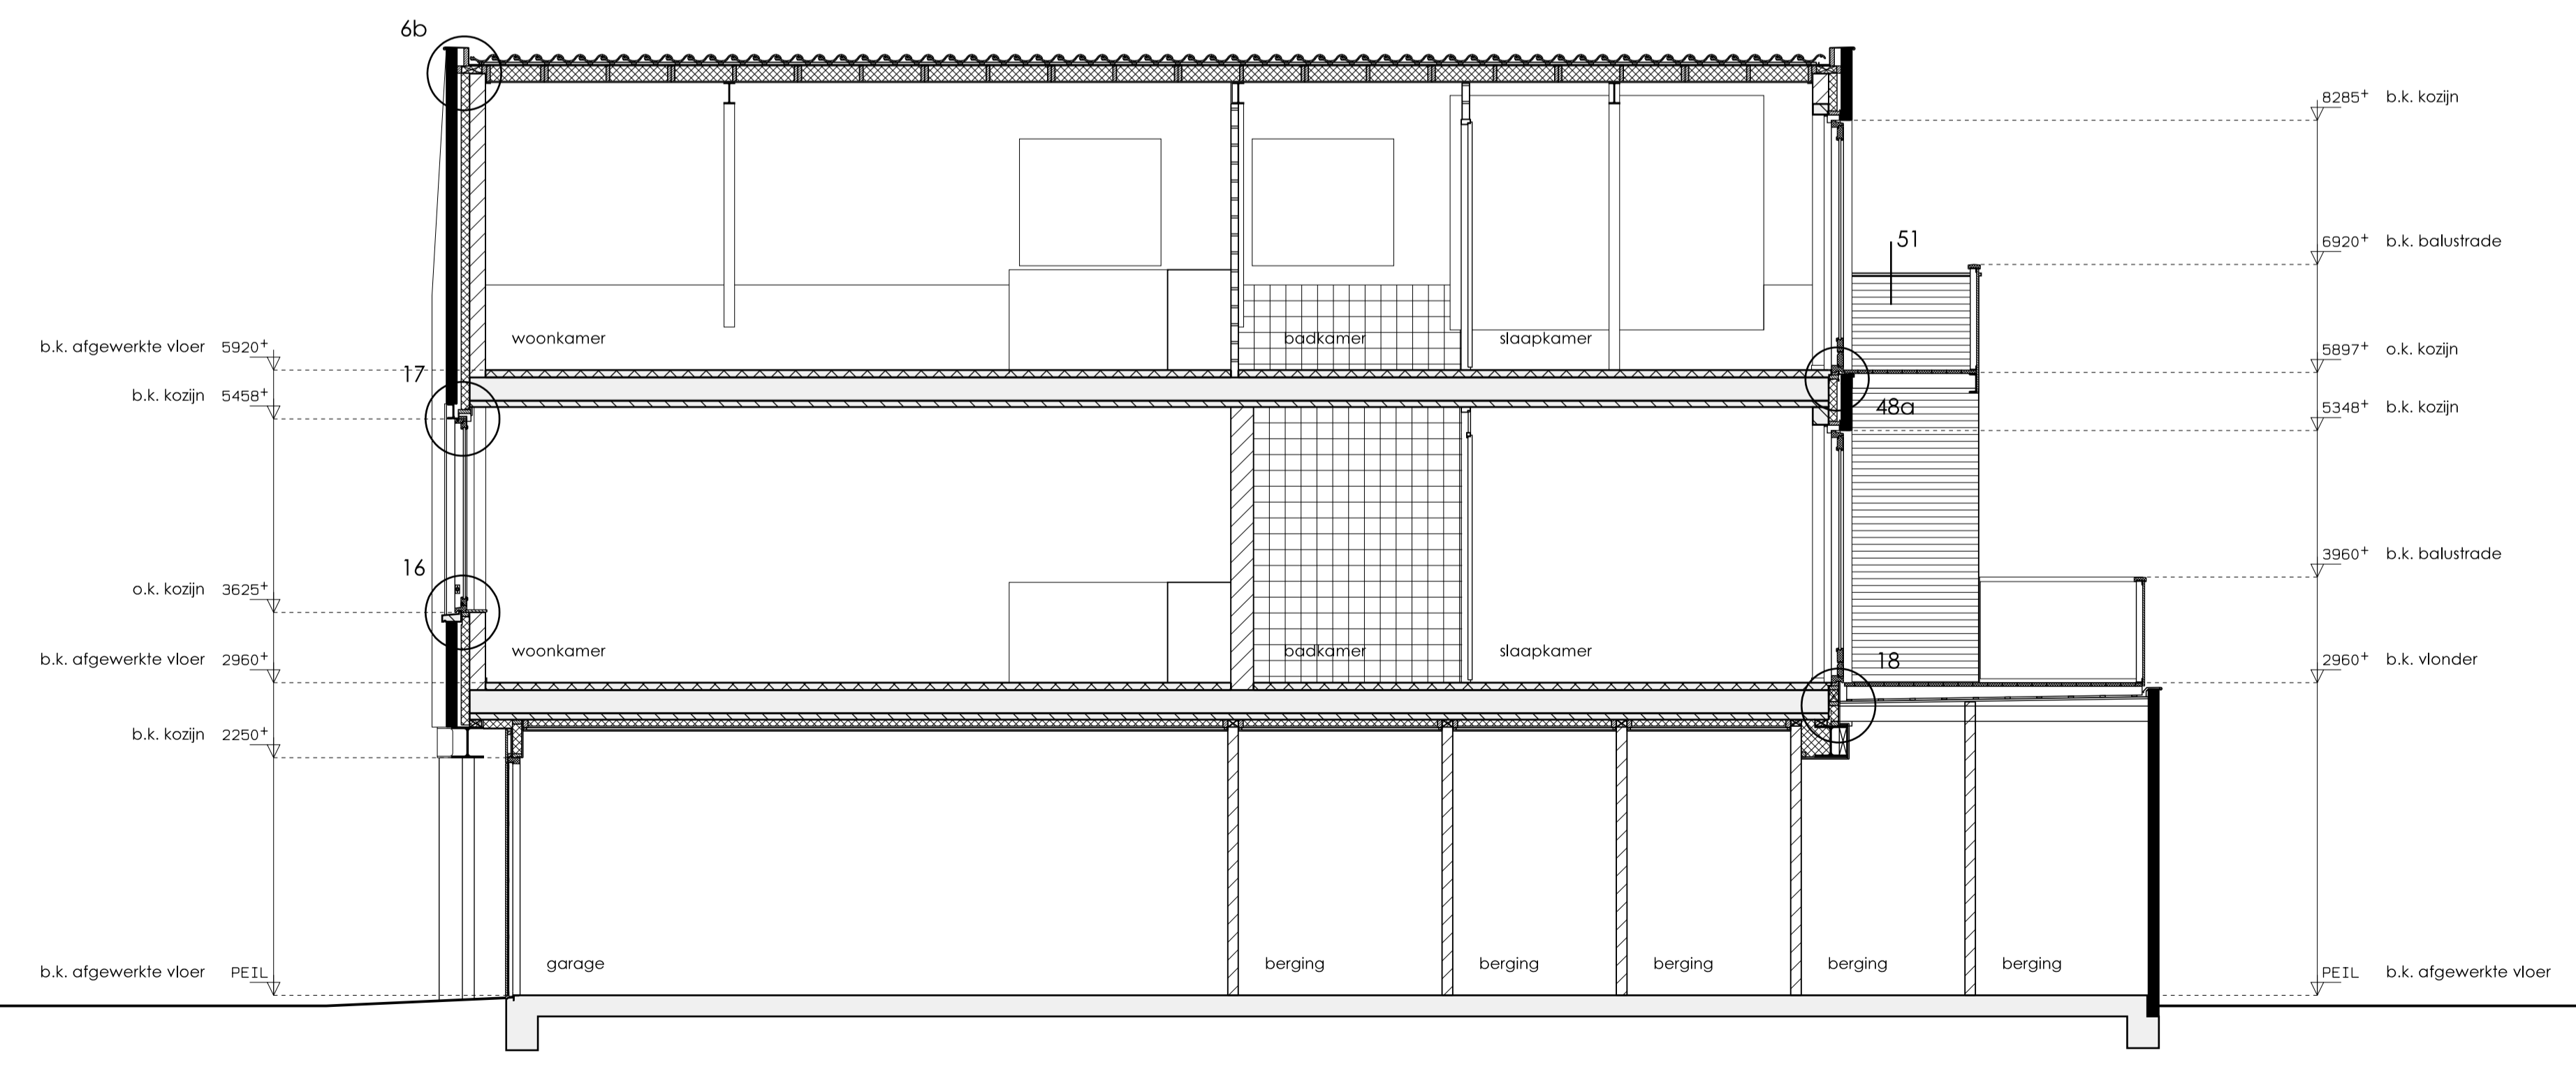 6b
8285+ b.k. kozijn
51
6920+ b.k. balustrade
woonkamer
badkamer
slaapkamer
b.k. afgewerkte vloer 5920+
5897+ o.k. kozijn
17
b.k. kozijn 5458+
48a
5348+ b.k. kozijn
16
3960+ b.k. balustrade
o.k. kozijn 3625+
woonkamer
badkamer
slaapkamer
b.k. afgewerkte vloer 2960+
18
2960+ b.k. vlonder
b.k. kozijn 2250+
garage
berging
berging
berging
berging
berging
b.k. afgewerkte vloer PEIL
PEIL b.k. afgewerkte vloer